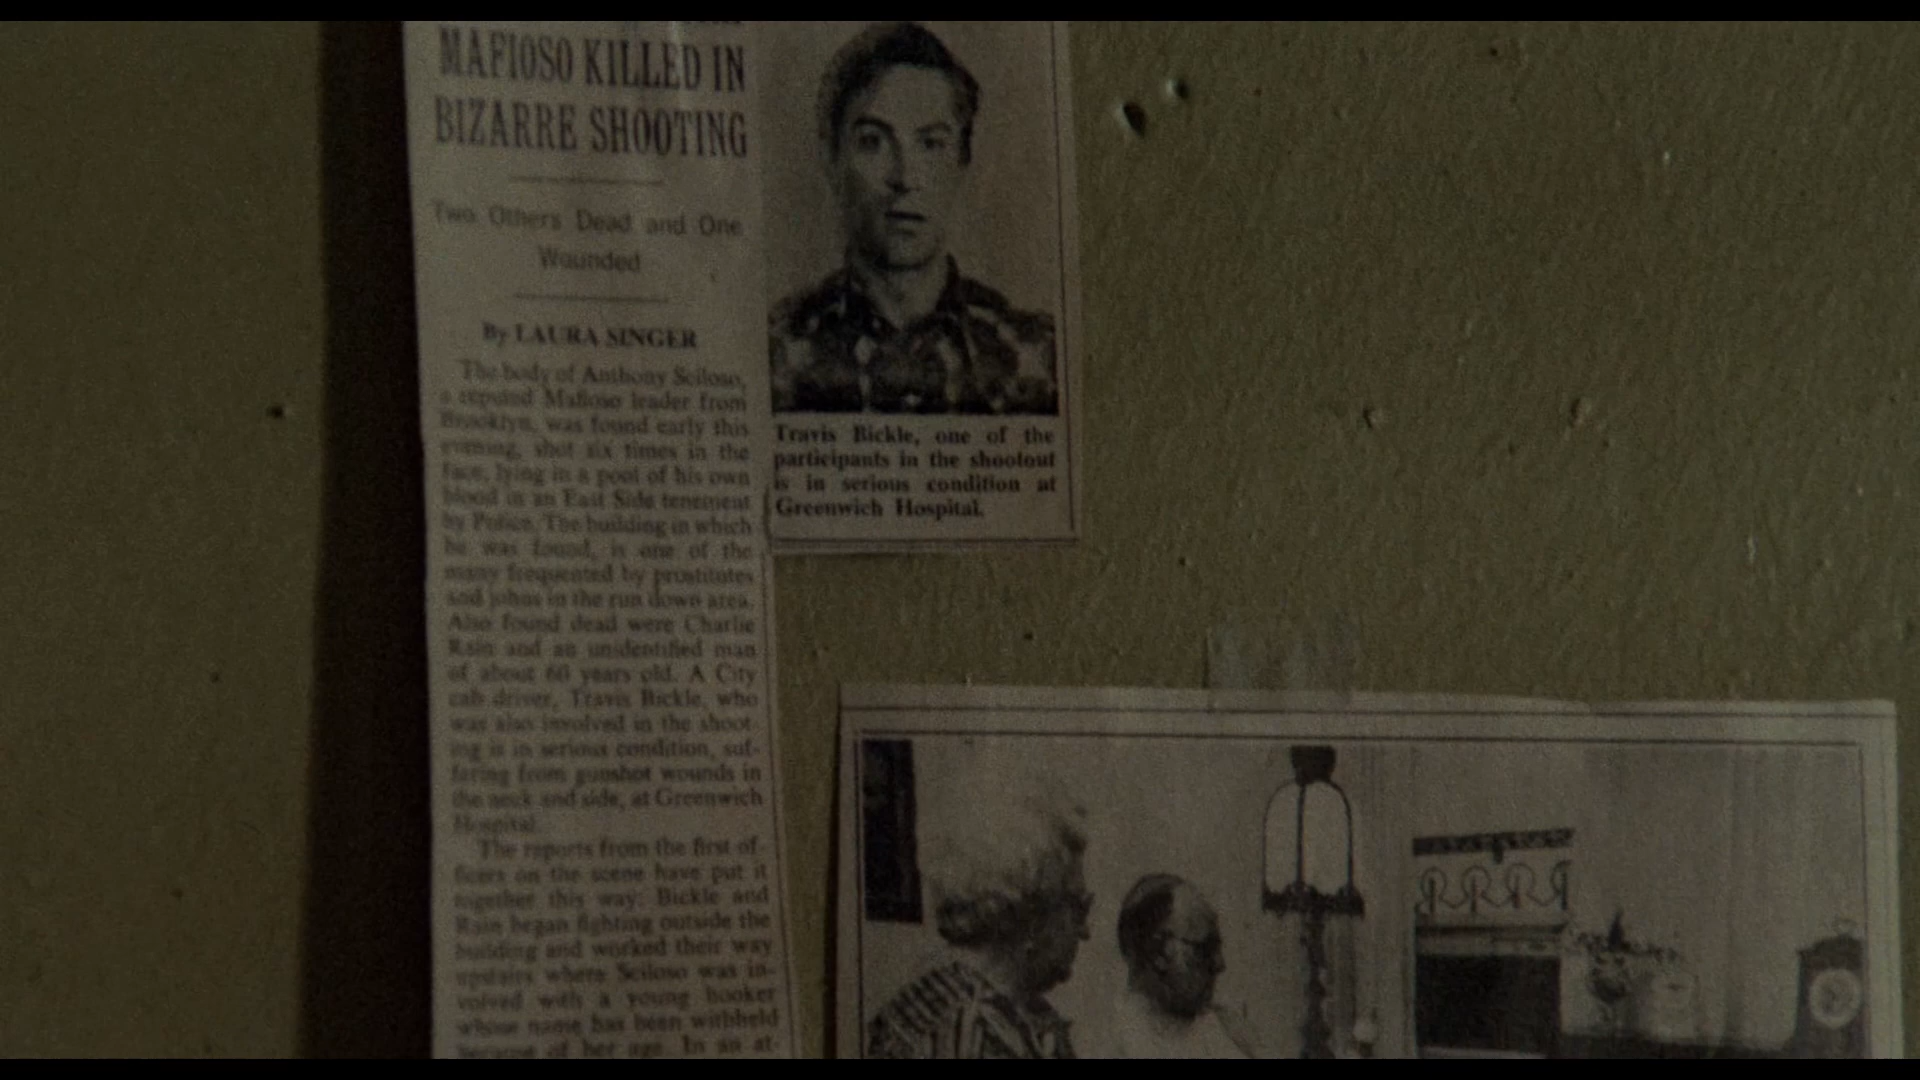 MAFIOSO KILLED IN
BIZARRE SHOOTING
Two Others Dead and One
Wounded
By LAURA SINGER
The body of Anthony Sciloso,
a reputed Mafioso leader from
Brooklyn, was found early this
evening, shot six times in the
face, lying in a pool of his own
blood in an East Side tenement
by Police. The building in which
he was found, is one of the
many frequented by prostitutes
and johns in the run down area.
Also found dead were Charlie
Rain and an unidentified man
of about 60 years old. A City
cab driver, Travis Bickle, who
was also involved in the shoot-
ing is in serious condition, suf-
fering from gunshot wounds in
the neck and side, at Greenwich
Hospital.
The reports from the first of-
ficers on the scene have put it
together this way: Bickle and
Rain began fighting outside the
building and worked their way
upstairs where Sciloso was in-
volved with a young hooker
whose name has been withheld
because of her age. In an at-
Travis Bickle, one of the
participants in the shootout
is in serious condition at
Greenwich Hospital.